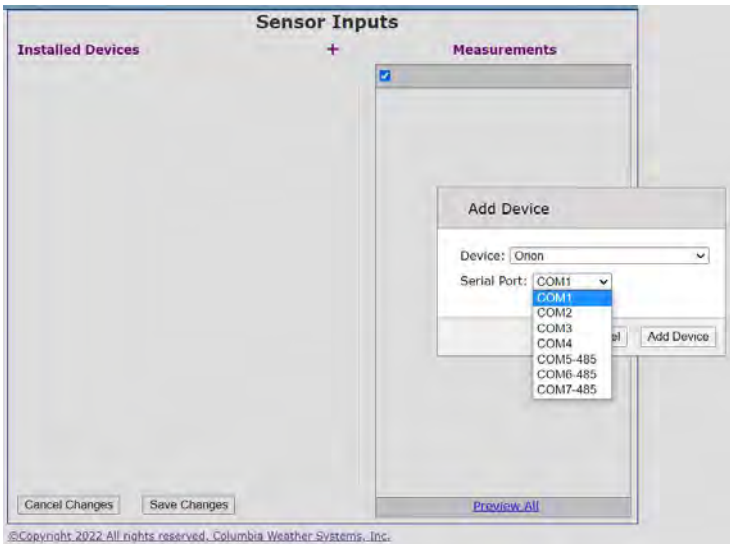 Sensor Inputs
Installed Devices + Measurements
Add Device
Device: Orion
Serial Port: COM1
COM1
COM2
COM3
COM4
COM5-485
COM6-485
COM7-485
Add Device
Cancel Changes Save Changes
Preview All
©Copyright 2022 All rights reserved, Columbia Weather Systems, Inc.